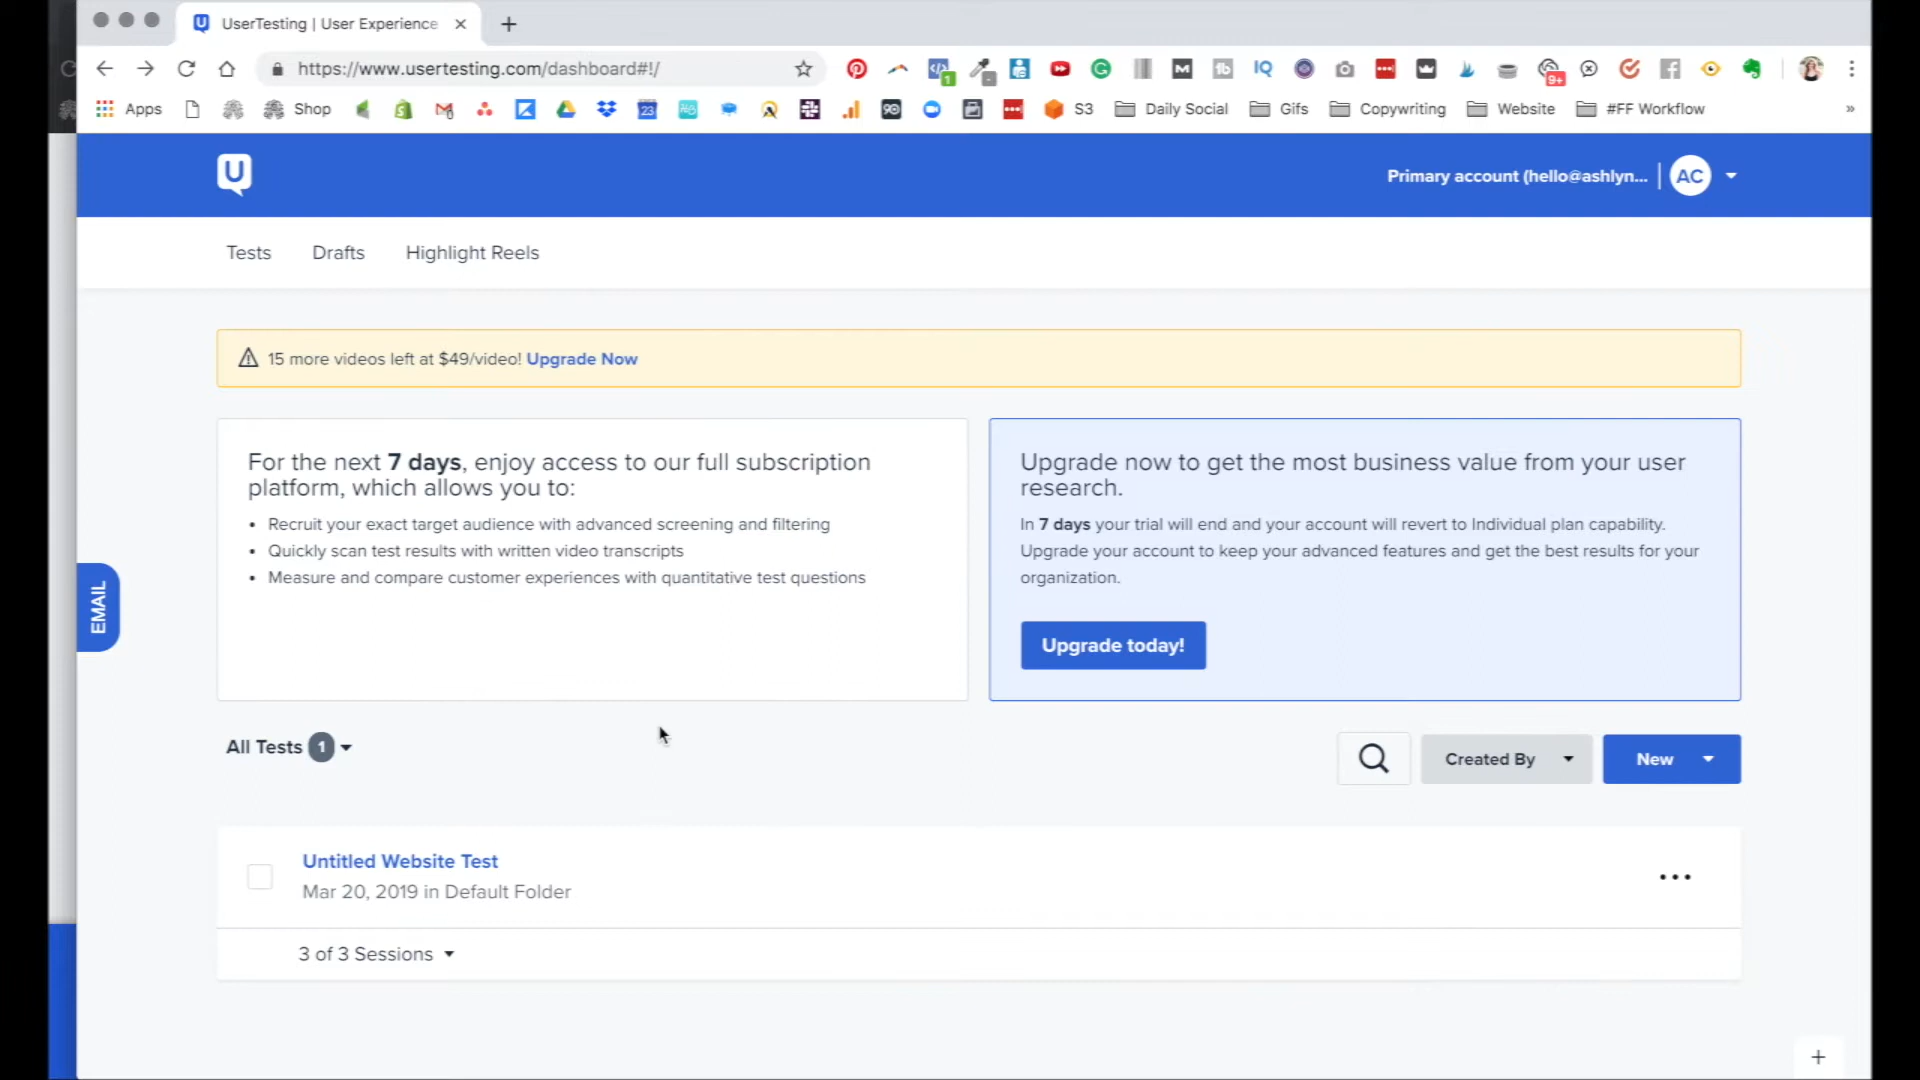 UserTesting | User Experience
https://www.usertesting.com/dashboard#!/
Apps
Shop
S3
Daily Social
Gifs
Copywriting
Website
#FF Workflow
Primary account (hello@ashlyn...
AC
Tests
Drafts
Highlight Reels
15 more videos left at $49/video! Upgrade Now
For the next 7 days, enjoy access to our full subscription
platform, which allows you to:
• Recruit your exact target audience with advanced screening and filtering
• Quickly scan test results with written video transcripts
• Measure and compare customer experiences with quantitative test questions
Upgrade now to get the most business value from your user
research.
In 7 days your trial will end and your account will revert to Individual plan capability.
Upgrade your account to keep your advanced features and get the best results for your
organization.
Upgrade today!
EMAIL
All Tests 1
Created By
New
Untitled Website Test
Mar 20, 2019 in Default Folder
3 of 3 Sessions